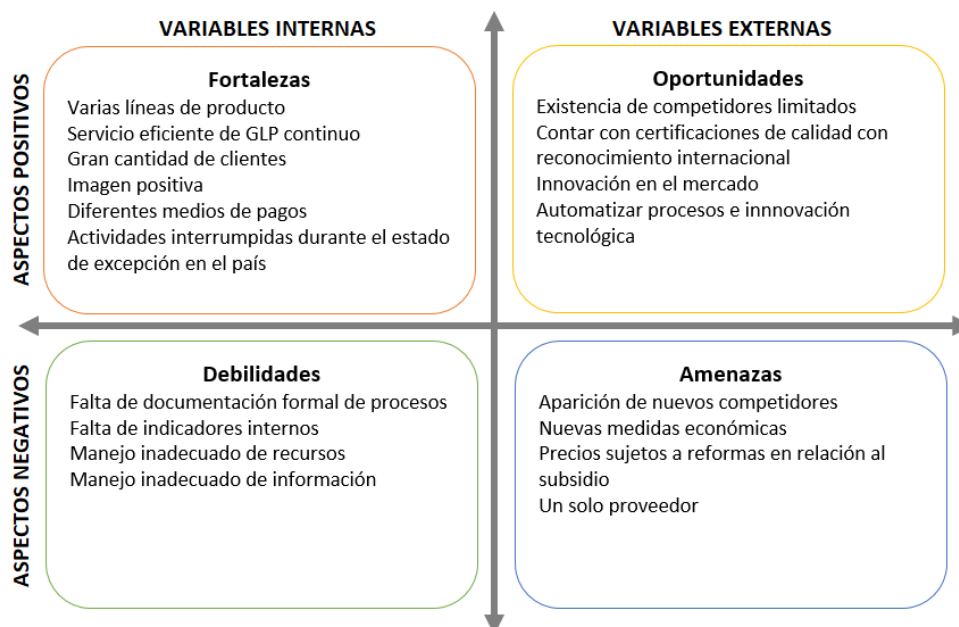 VARIABLES INTERNAS
VARIABLES EXTERNAS
ASPECTOS POSITIVOS
Fortalezas
Varias líneas de producto
Servicio eficiente de GLP continuo
Gran cantidad de clientes
Imagen positiva
Diferentes medios de pagos
Actividades interrumpidas durante el estado
de excepción en el país
Oportunidades
Existencia de competidores limitados
Contar con certificaciones de calidad con
reconocimiento internacional
Innovación en el mercado
Automatizar procesos e innnovación
tecnológica
ASPECTOS NEGATIVOS
Debilidades
Falta de documentación formal de procesos
Falta de indicadores internos
Manejo inadecuado de recursos
Manejo inadecuado de información
Amenazas
Aparición de nuevos competidores
Nuevas medidas económicas
Precios sujetos a reformas en relación al
subsidio
Un solo proveedor